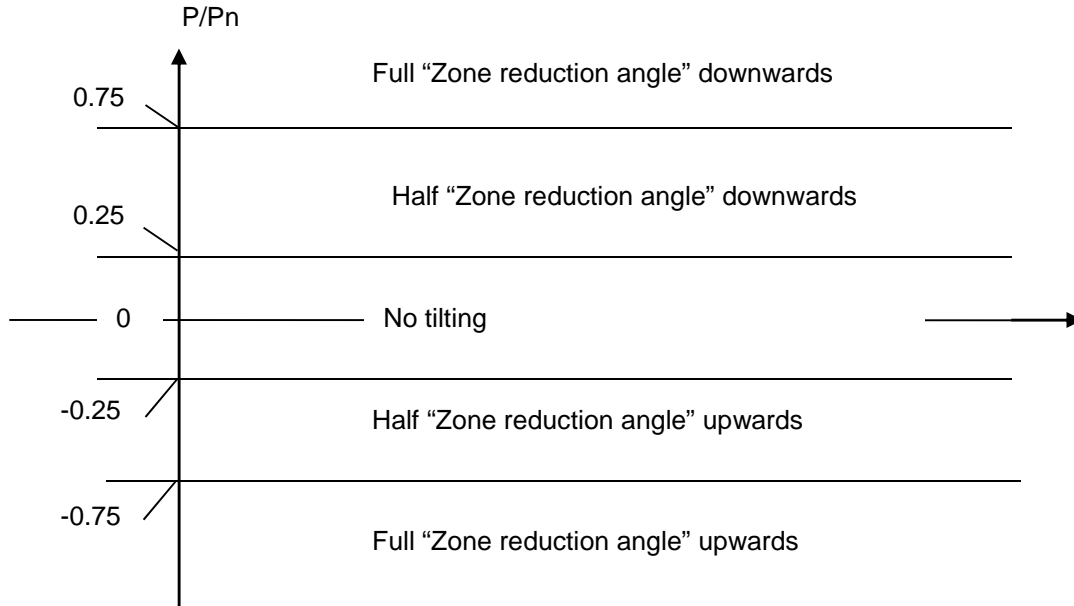 P/Pn
Full “Zone reduction angle” downwards
0.75
Half “Zone reduction angle” downwards
0.25
0
No tilting
-0.25
Half “Zone reduction angle” upwards
-0.75
Full “Zone reduction angle” upwards